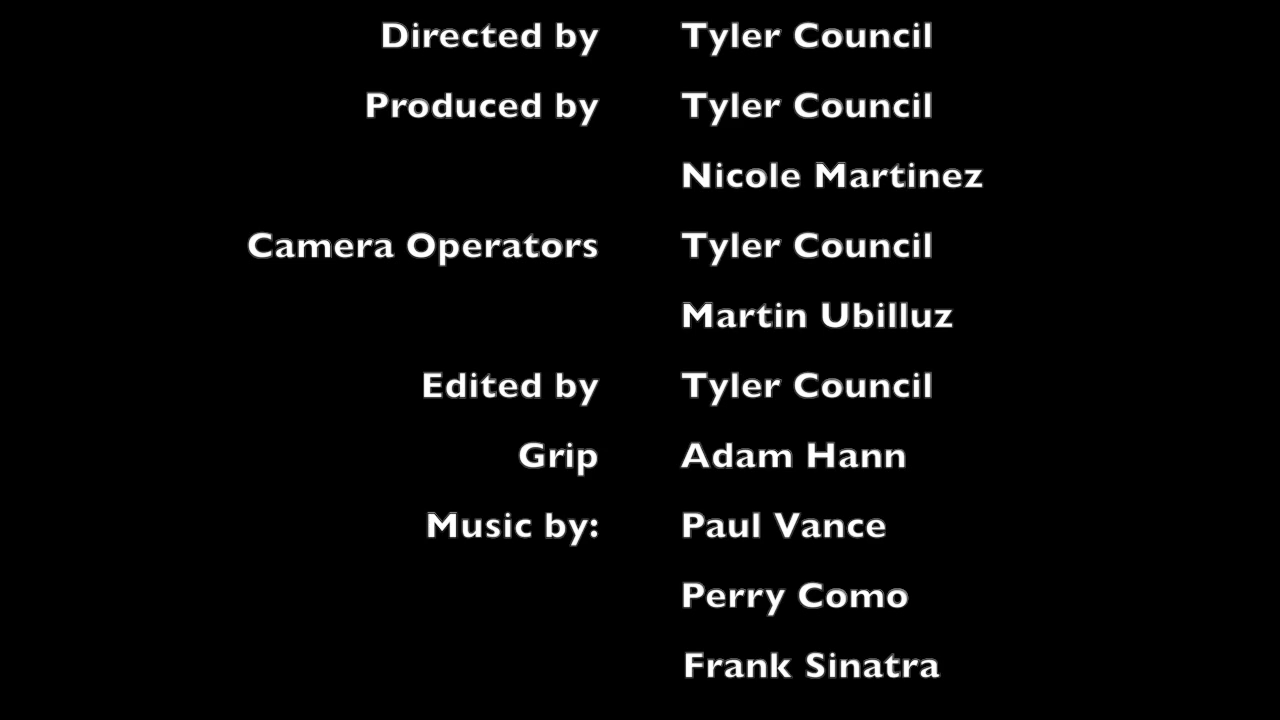 Directed by Tyler Council
Produced by Tyler Council
Nicole Martinez
Camera Operators Tyler Council
Martin Ubilluz
Edited by Tyler Council
Grip Adam Hann
Music by: Paul Vance
Perry Como
Frank Sinatra